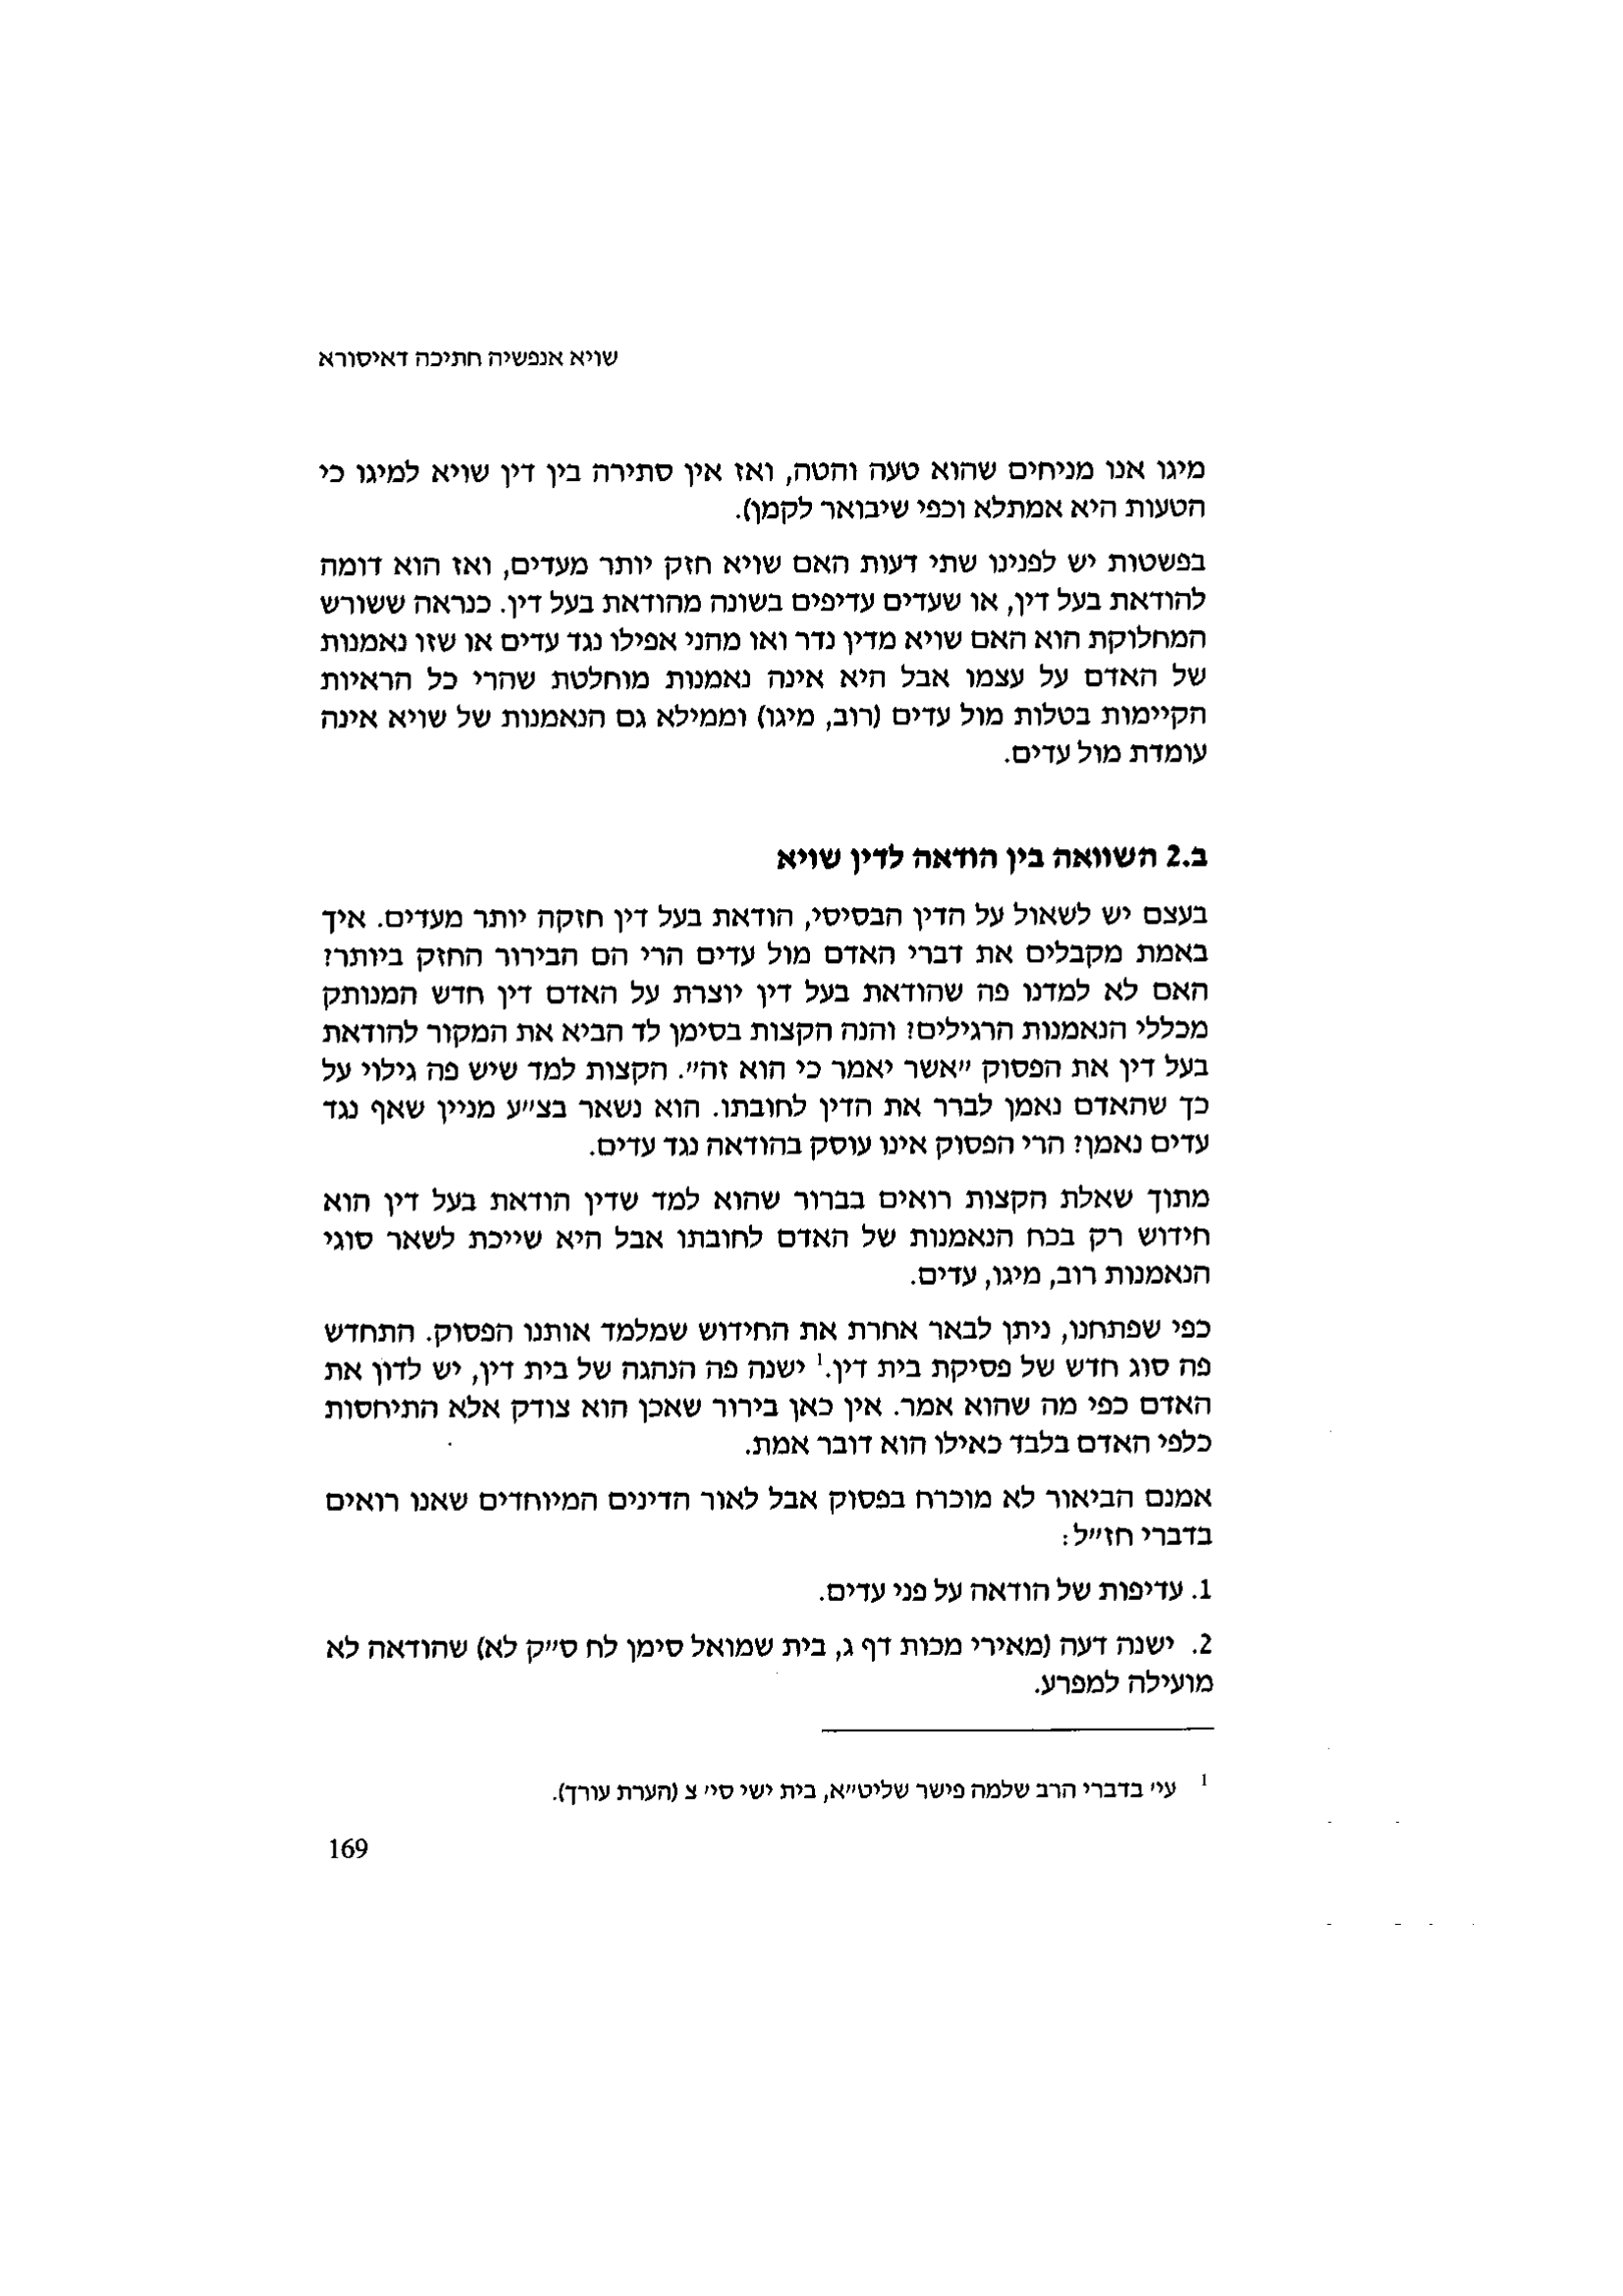 שויא אנפשיה חתיכה דאיסורא
מיגו אנו מניחים שהוא טעה והטה, ואז אין סתירה בין דין שויא למיגו כי
הטעות היא אמתלא וכפי שיבואר לקמן).
בפשטות יש לפנינו שתי דעות האם שויא חזק יותר מעדים, ואז הוא דומה
להודאת בעל דין, או שעדים עדיפים בשונה מהודאת בעל דין. כנראה ששורש
המחלוקת הוא האם שויא מדין נדר ואז מהני אפילו נגד עדים או שזו נאמנות
של האדם על עצמו אבל היא אינה נאמנות מוחלטת שהרי כל הראיות
הקיימות בטלות מול עדים (רוב, מיגו) וממילא גם הנאמנות של שויא אינה
עומדת מול עדים.
ב.2 השוואה בין הודאה לדין שויא
בעצם יש לשאול על הדין הבסיסי, הודאת בעל דין חזקה יותר מעדים. איך
באמת מקבלים את דברי האדם מול עדים הרי הם הבירור החזק ביותר?
האם לא למדנו פה שהודאת בעל דין יוצרת על האדם דין חדש המנותק
מכללי הנאמנות הרגילים? והנה הקצות בסימן לד הביא את המקור להודאת
בעל דין את הפסוק ״אשר יאמר כי הוא זה״. הקצות למד שיש פה גילוי על
כך שהאדם נאמן לברר את הדין לחובתו. הוא נשאר בצ״ע מניין שאף נגד
עדים נאמן? הרי הפסוק אינו עוסק בהודאה נגד עדים.
מתוך שאלת הקצות רואים בברור שהוא למד שדין הודאת בעל דין הוא
חידוש רק בכח הנאמנות של האדם לחובתו אבל היא שייכת לשאר סוגי
הנאמנות רוב, מיגו, עדים.
כפי שפתחנו, ניתן לבאר אחרת את החידוש שמלמד אותנו הפסוק. התחדש
פה סוג חדש של פסיקת בית דין.¹ ישנה פה הנהגה של בית דין, יש לדון את
האדם כפי מה שהוא אמר. אין כאן בירור שאכן הוא צודק אלא התיחסות
כלפי האדם בלבד כאילו הוא דובר אמת.
אמנם הביאור לא מוכרח בפסוק אבל לאור הדינים המיוחדים שאנו רואים
בדברי חז״ל:
1. עדיפות של הודאה על פני עדים.
2. ישנה דעה (מאירי מכות דף ג, בית שמואל סימן לח ס״ק לא) שהודאה לא
מועילה למפרע.
¹ עי׳ בדברי הרב שלמה פישר שליט״א, בית ישי סי׳ צ (הערת עורך).
169